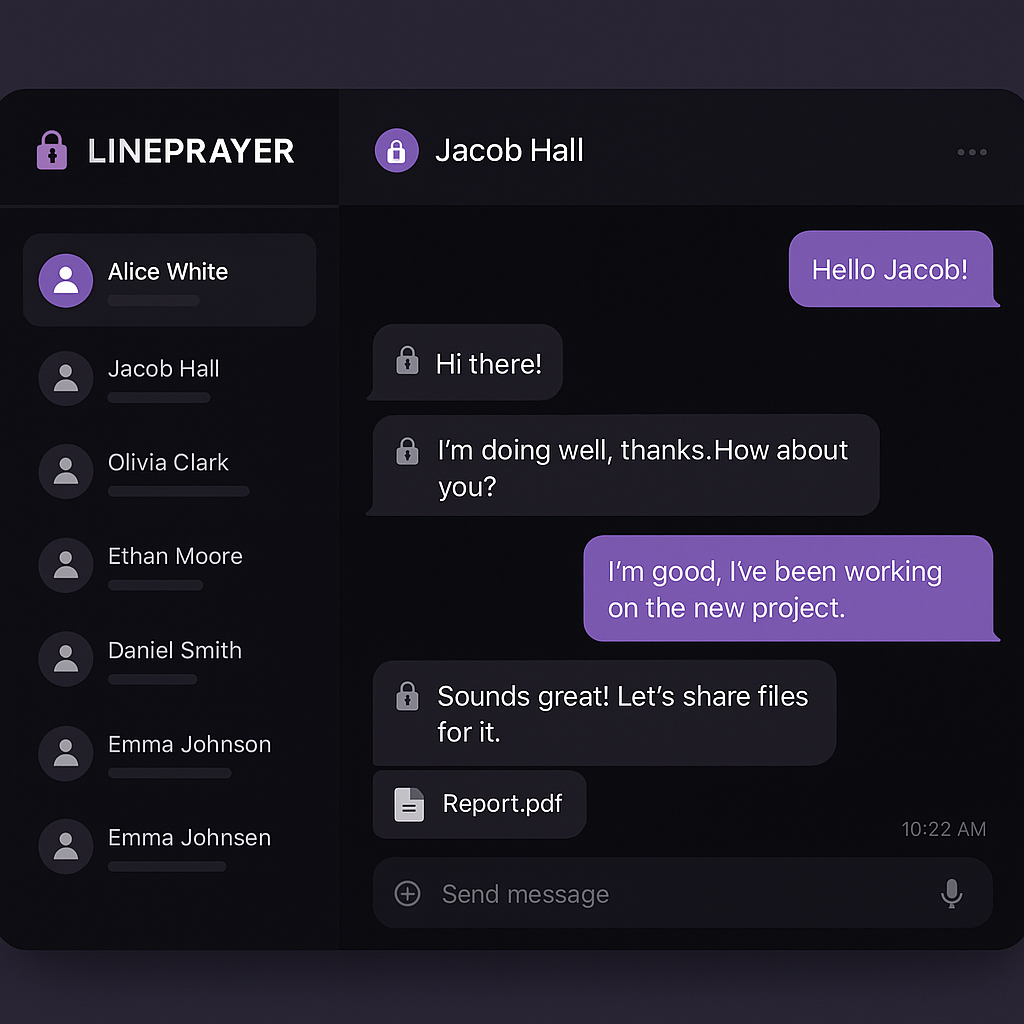 LINEPRAYER
Alice White
Jacob Hall
Olivia Clark
Ethan Moore
Daniel Smith
Emma Johnson
Emma Johnsen
Jacob Hall
Hello Jacob!
Hi there!
I’m doing well, thanks.How about
you?
I’m good, I’ve been working
on the new project.
Sounds great! Let’s share files
for it.
Report.pdf
10:22 AM
Send message